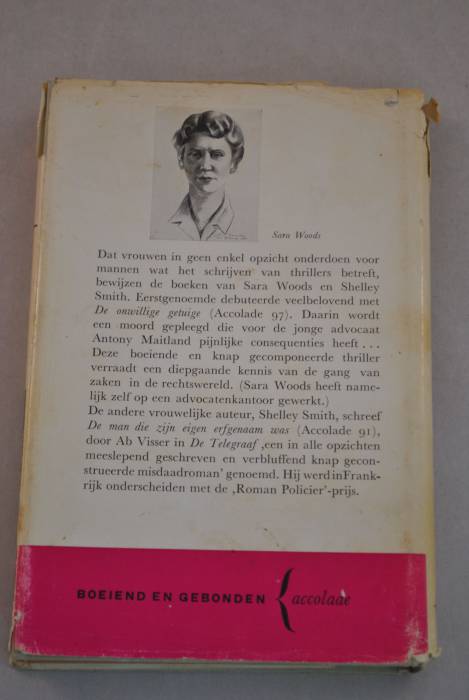 Sara Woods
Dat vrouwen in geen enkel opzicht onderdoen voor
mannen wat het schrijven van thrillers betreft,
bewijzen de boeken van Sara Woods en Shelley
Smith. Eerstgenoemde debuteerde veelbelovend met
De onwillige getuige (Accolade 97). Daarin wordt
een moord gepleegd die voor de jonge advocaat
Antony Maitland pijnlijke consequenties heeft ...
Deze boeiende en knap gecomponeerde thriller
verraadt een diepgaande kennis van de gang van
zaken in de rechtswereld. (Sara Woods heeft name-
lijk zelf op een advocatenkantoor gewerkt.)
De andere vrouwelijke auteur, Shelley Smith, schreef
De man die zijn eigen erfgenaam was (Accolade 91),
door Ab Visser in De Telegraaf ‚een in alle opzichten
meeslepend geschreven en verbluffend knap gecon-
strueerde misdaadroman’ genoemd. Hij werd in Frank-
rijk onderscheiden met de ‚Roman Policier’-prijs.
BOEIEND EN GEBONDEN { accolade